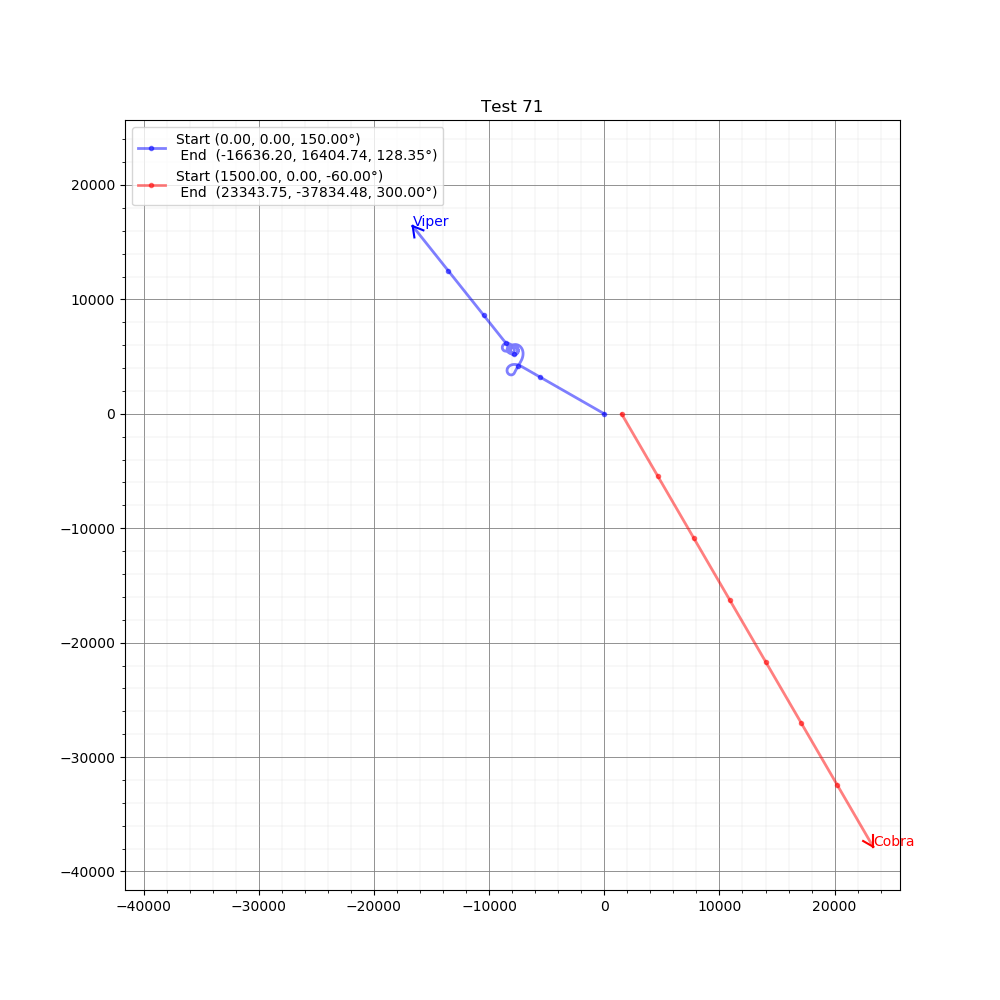 Test 71
Start (0.00, 0.00, 150.00°)
End (-16636.20, 16404.74, 128.35°)
Start (1500.00, 0.00, -60.00°)
End (23343.75, -37834.48, 300.00°)
Viper
Cobra
20000
10000
0
−10000
−20000
−30000
−40000
−40000 −30000 −20000 −10000 0 10000 20000